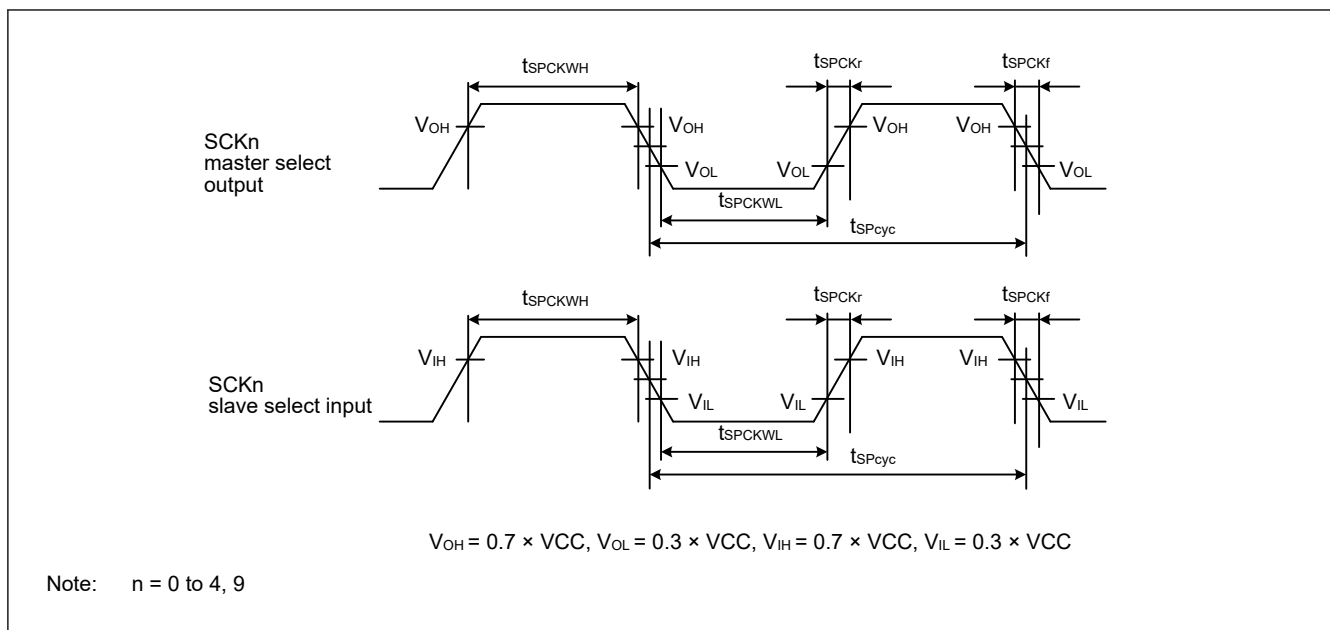 tSPCKWH
tSPCKr
tSPCKf
SCKn
master select
output
VOH
VOH
VOL
VOL
VOH
VOH
VOL
tSPCKWL
tSPcyc
tSPCKWH
tSPCKr
tSPCKf
SCKn
slave select input
VIH
VIH
VIL
VIL
VIH
VIH
VIL
tSPCKWL
tSPcyc
VOH = 0.7 × VCC, VOL = 0.3 × VCC, VIH = 0.7 × VCC, VIL = 0.3 × VCC
Note: n = 0 to 4, 9